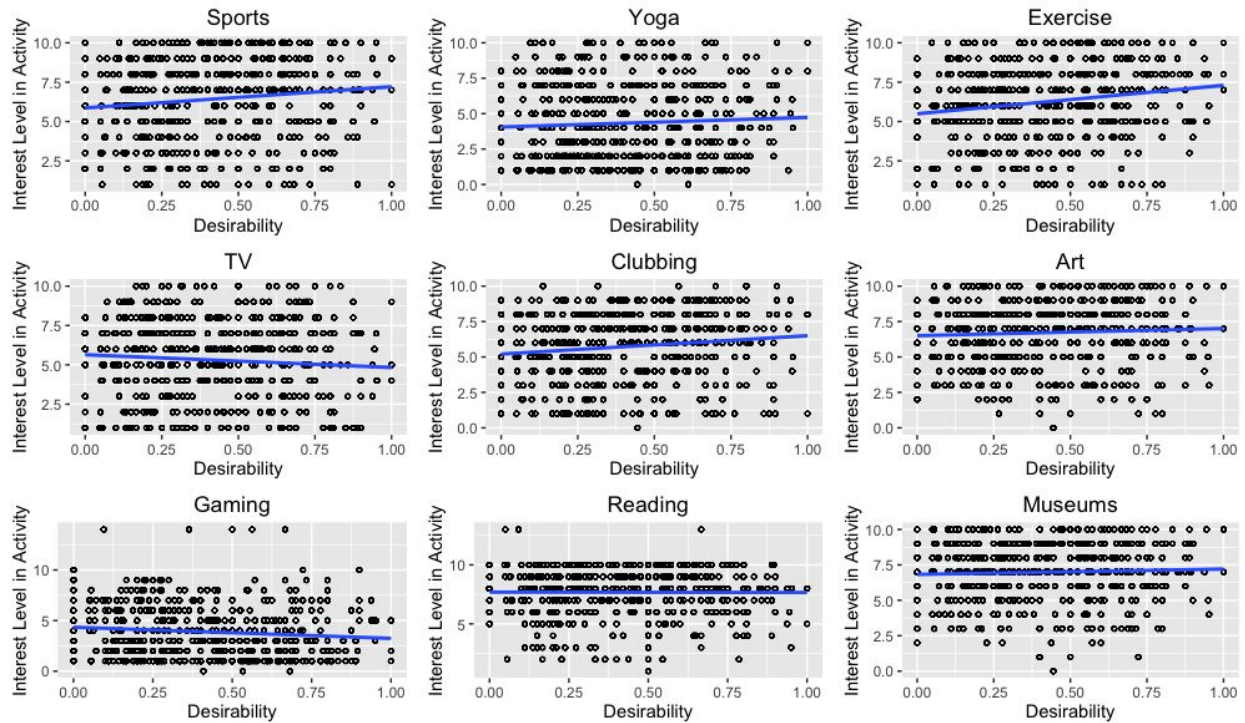 Sports
Interest Level in Activity
10.0
7.5
5.0
2.5
0.00 0.25 0.50 0.75 1.00
Desirability
Yoga
Interest Level in Activity
10.0
7.5
5.0
2.5
0.0
0.00 0.25 0.50 0.75 1.00
Desirability
Exercise
Interest Level in Activity
10.0
7.5
5.0
2.5
0.00 0.25 0.50 0.75 1.00
Desirability
TV
Interest Level in Activity
10.0
7.5
5.0
2.5
0.00 0.25 0.50 0.75 1.00
Desirability
Clubbing
Interest Level in Activity
10.0
7.5
5.0
2.5
0.0
0.00 0.25 0.50 0.75 1.00
Desirability
Art
Interest Level in Activity
10.0
7.5
5.0
2.5
0.0
0.00 0.25 0.50 0.75 1.00
Desirability
Gaming
Interest Level in Activity
10
5
0
0.00 0.25 0.50 0.75 1.00
Desirability
Reading
Interest Level in Activity
10
5
0.00 0.25 0.50 0.75 1.00
Desirability
Museums
Interest Level in Activity
10.0
7.5
5.0
2.5
0.0
0.00 0.25 0.50 0.75 1.00
Desirability